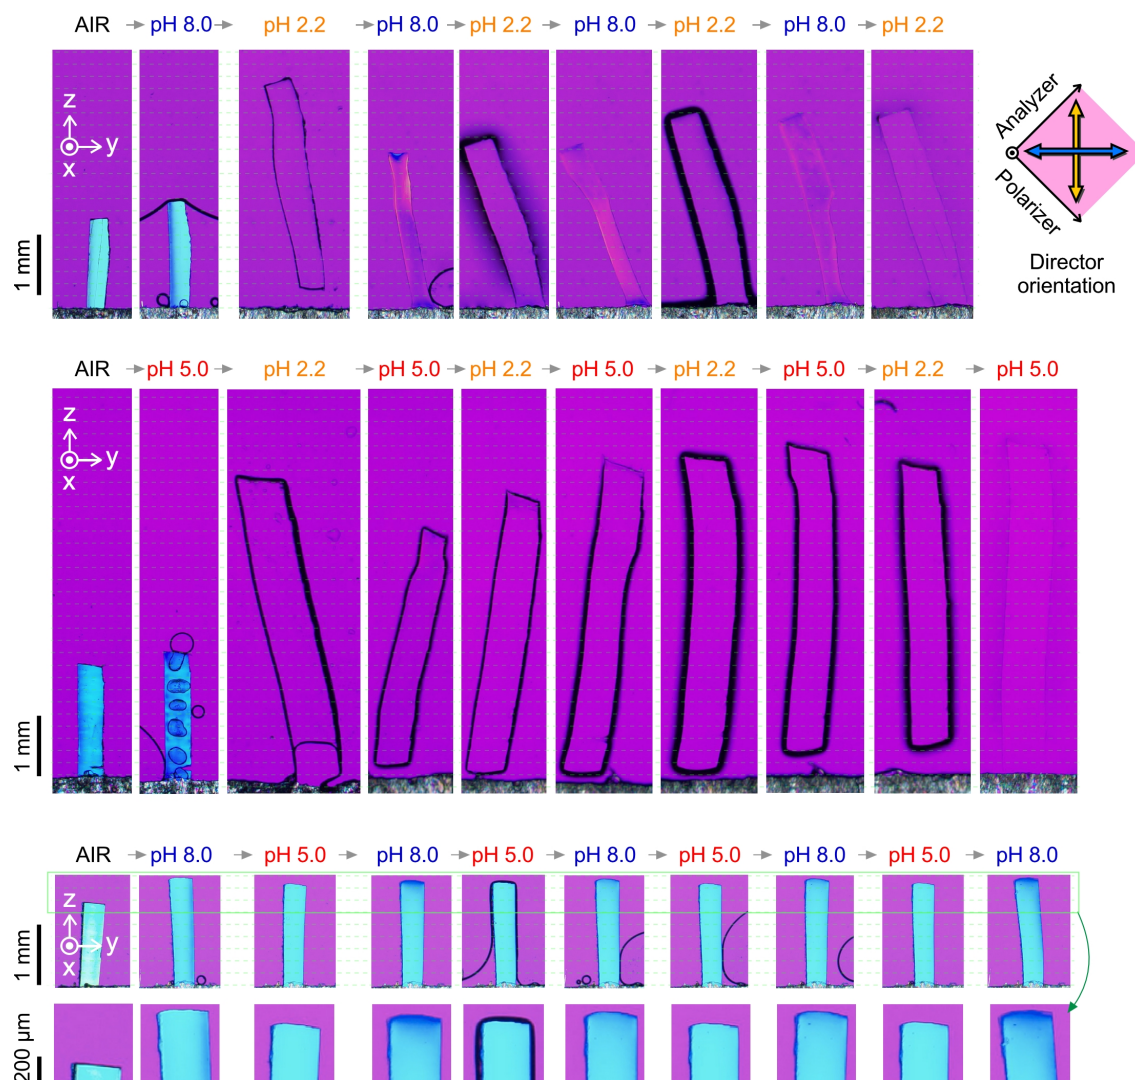 AIR pH 8.0 pH 2.2 pH 8.0 pH 2.2 pH 8.0 pH 2.2 pH 8.0 pH 2.2
z
y
x
1 mm
Analyzer
Polarizer
Director
orientation
AIR pH 5.0 pH 2.2 pH 5.0 pH 2.2 pH 5.0 pH 2.2 pH 5.0 pH 2.2 pH 5.0
z
y
x
1 mm
AIR pH 8.0 pH 5.0 pH 8.0 pH 5.0 pH 8.0 pH 5.0 pH 8.0 pH 5.0 pH 8.0
z
y
x
1 mm
200 μm